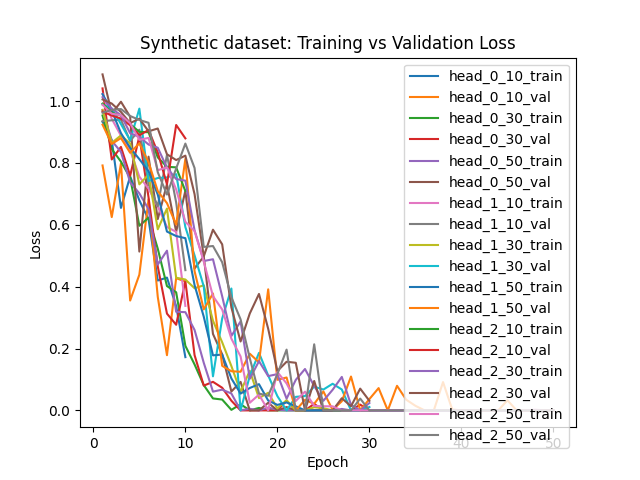 Synthetic dataset: Training vs Validation Loss
Loss
1.0
0.8
0.6
0.4
0.2
0.0
head_0_10_train
head_0_10_val
head_0_30_train
head_0_30_val
head_0_50_train
head_0_50_val
head_1_10_train
head_1_10_val
head_1_30_train
head_1_30_val
head_1_50_train
head_1_50_val
head_2_10_train
head_2_10_val
head_2_30_train
head_2_30_val
head_2_50_train
head_2_50_val
0 10 20 30 40 50
Epoch